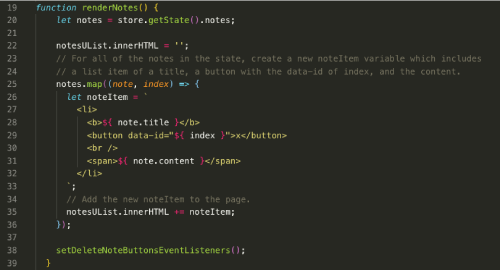 19 function renderNotes() {
20 let notes = store.getState().notes;
21
22 notesUList.innerHTML = '';
23 // For all of the notes in the state, create a new noteItem variable which includes
24 // a list item of a title, a button with the data-id of index, and the content.
25 notes.map((note, index) => {
26 let noteItem = `
27 <li>
28 <b>${ note.title }</b>
29 <button data-id="${ index }">x</button>
30 <br />
31 <span>${ note.content }</span>
32 </li>
33 `;
34 // Add the new noteItem to the page.
35 notesUList.innerHTML += noteItem;
36 });
37
38 setDeleteNoteButtonsEventListeners();
39 }